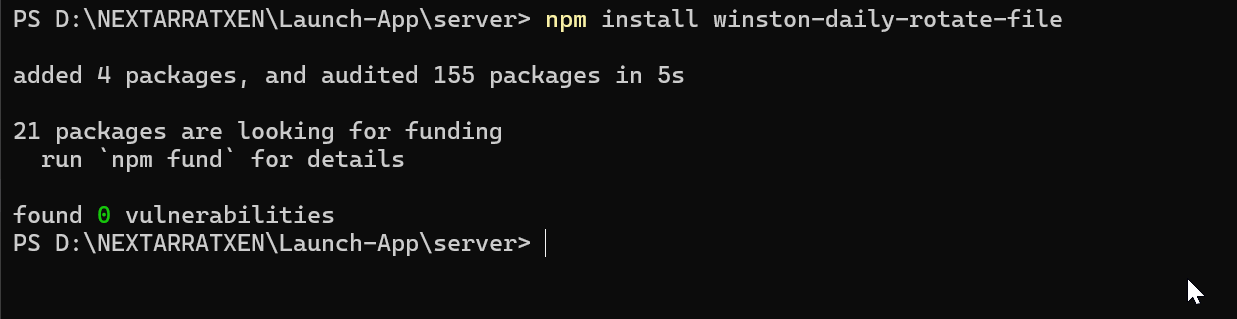 PS D:\NEXTARRATXEN\Launch-App\server> npm install winston-daily-rotate-file
added 4 packages, and audited 155 packages in 5s
21 packages are looking for funding
  run `npm fund` for details
found 0 vulnerabilities
PS D:\NEXTARRATXEN\Launch-App\server>